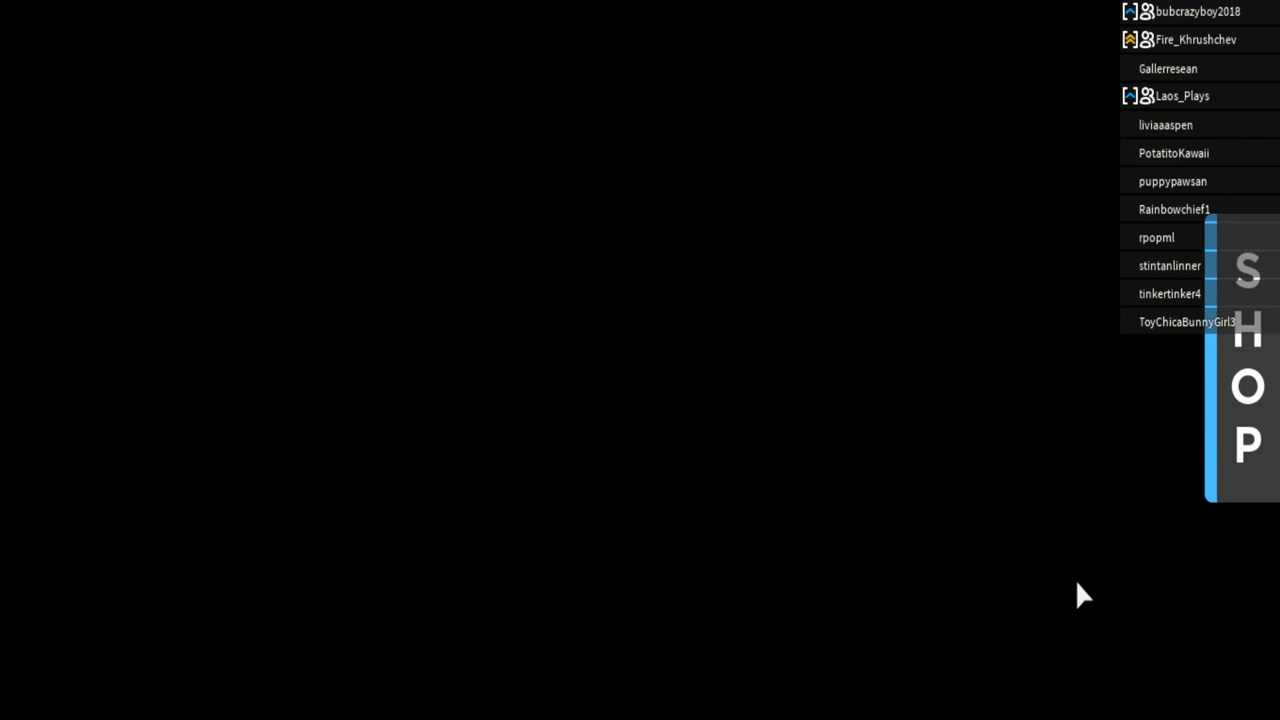 bubcrazyboy2018
Fire_Khrushchev
Gallerresean
Laos_Plays
liviaaaspen
PotatitoKawaii
puppypawsan
Rainbowchief1
rpopml
stintanlinner
tinkertinker4
ToyChicaBunnyGirl3
S
H
O
P